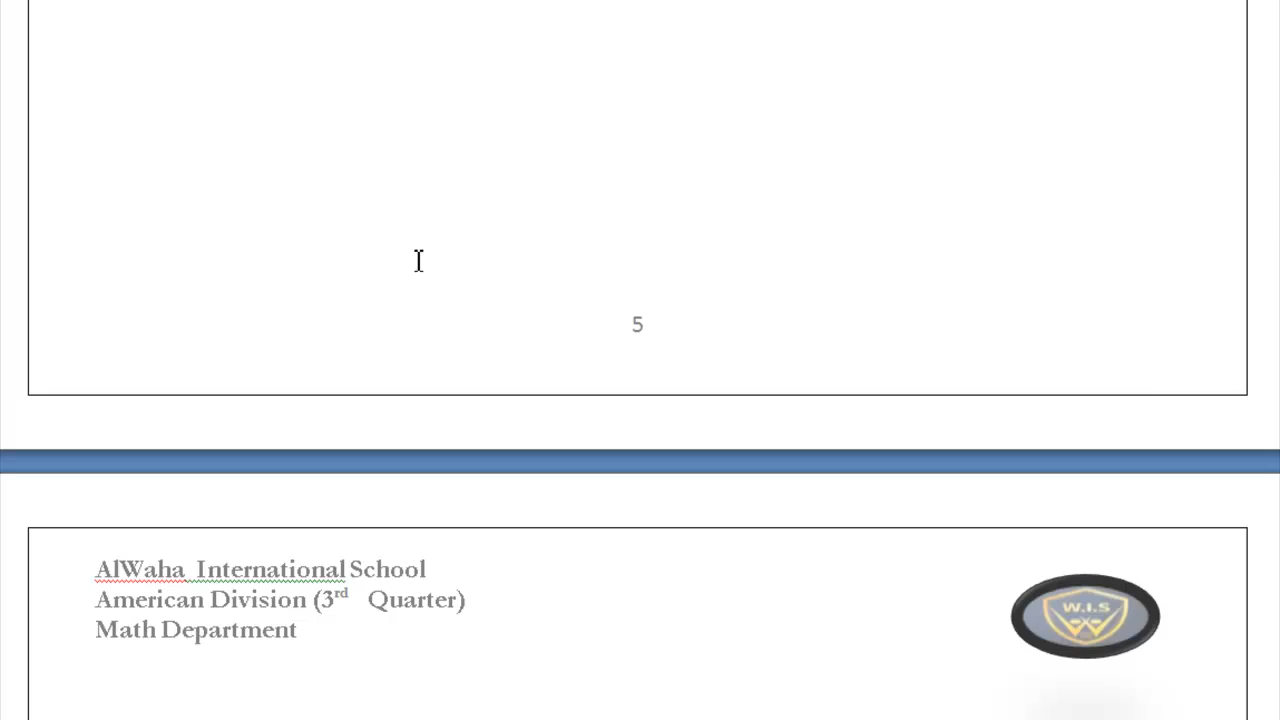 5
AlWaha  International School
American Division (3rd   Quarter)
Math Department
W.I.S